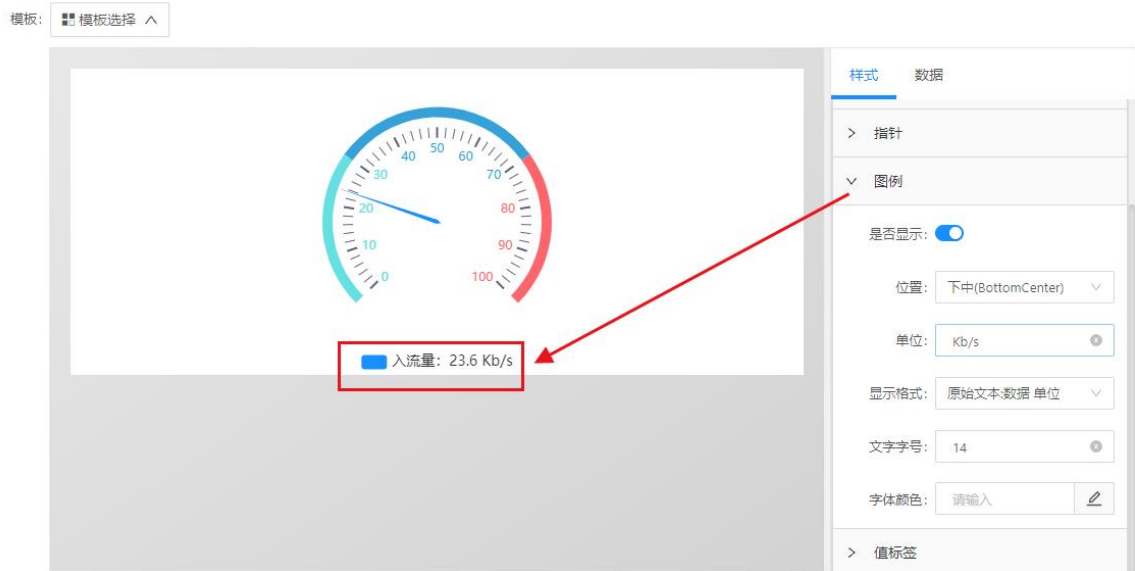 模板: 模板选择
样式 数据
指针
图例
是否显示:
位置: 下中(BottomCenter)
单位: Kb/s
显示格式: 原始文本:数据 单位
文字字号: 14
字体颜色: 请输入
值标签
0
10
20
30
40
50
60
70
80
90
100
入流量: 23.6 Kb/s